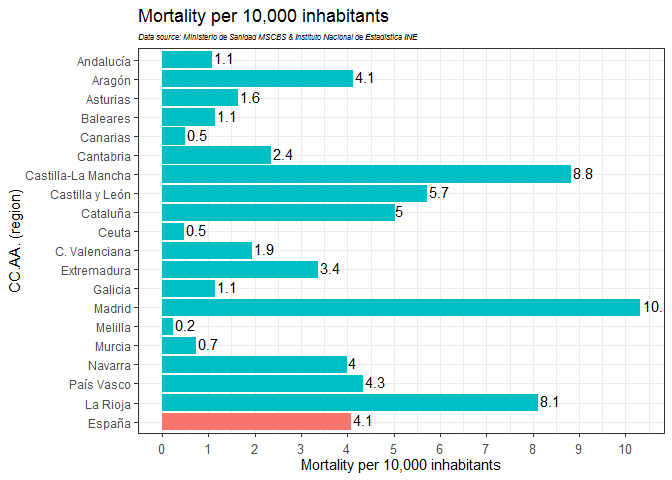 Mortality per 10,000 inhabitants
Data source: Ministerio de Sanidad MSCBS & Instituto Nacional de Estadística INE
CC.AA. (region)
Andalucía 1.1
Aragón 4.1
Asturias 1.6
Baleares 1.1
Canarias 0.5
Cantabria 2.4
Castilla-La Mancha 8.8
Castilla y León 5.7
Cataluña 5
Ceuta 0.5
C. Valenciana 1.9
Extremadura 3.4
Galicia 1.1
Madrid 10.
Melilla 0.2
Murcia 0.7
Navarra 4
País Vasco 4.3
La Rioja 8.1
España 4.1
0 1 2 3 4 5 6 7 8 9 10
Mortality per 10,000 inhabitants